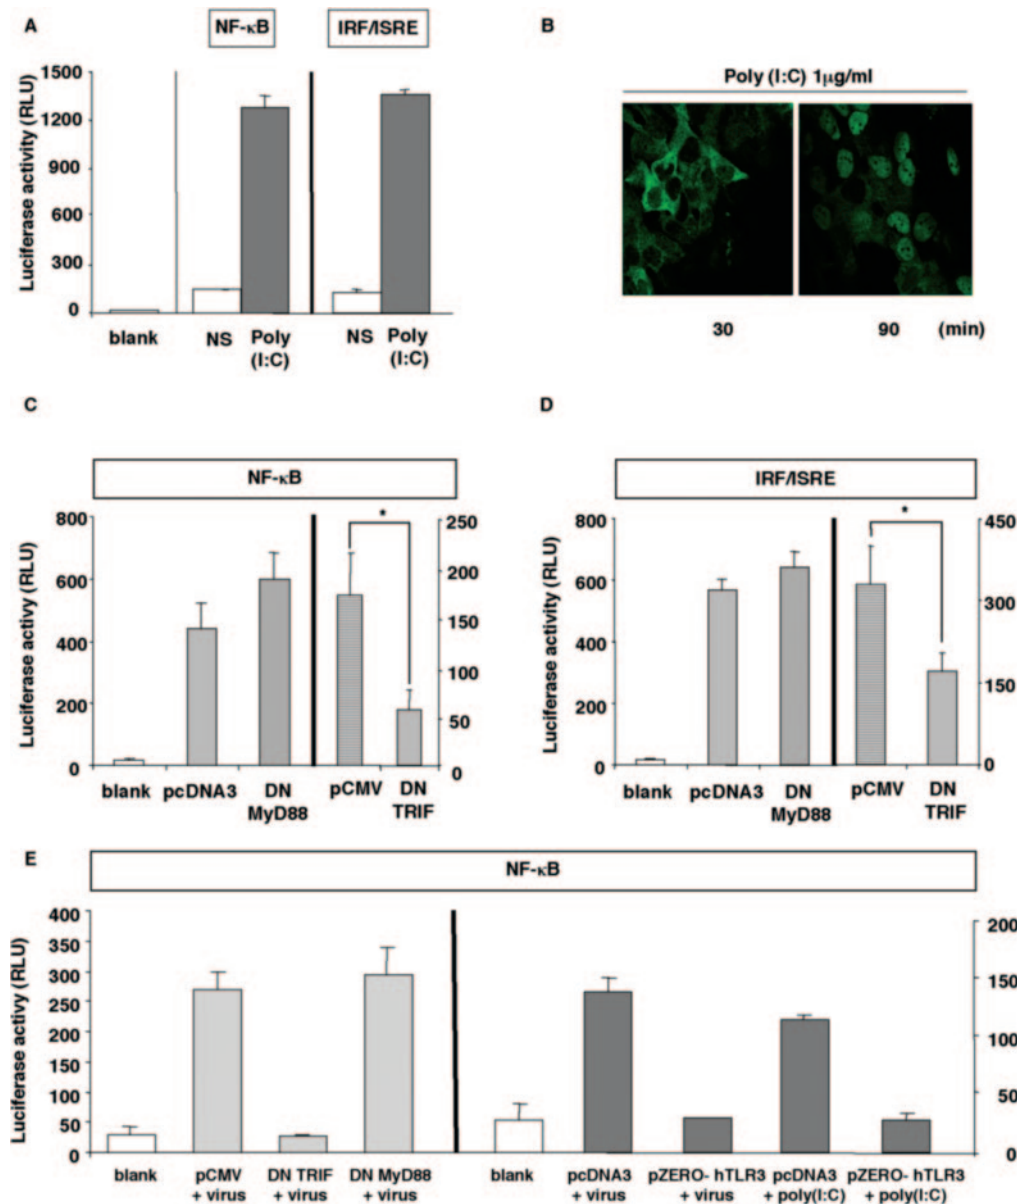 A
NF-κB
IRF/ISRE
Luciferase activity (RLU)
1500
1200
900
600
300
0
blank
NS
Poly
(I:C)
NS
Poly
(I:C)
B
Poly (I:C) 1µg/ml
30
90
(min)
C
NF-κB
Luciferase activy (RLU)
800
600
400
200
0
*
250
200
150
100
50
0
blank
pcDNA3
DN
MyD88
pCMV
DN
TRIF
D
IRF/ISRE
Luciferase activity (RLU)
800
600
400
200
0
*
450
300
150
0
blank
pcDNA3
DN
MyD88
pCMV
DN
TRIF
E
NF-κB
Luciferase activy (RLU)
400
350
300
250
200
150
100
50
0
200
150
100
50
0
blank
pCMV
+ virus
DN TRIF
+ virus
DN MyD88
+ virus
blank
pcDNA3
+ virus
pZERO- hTLR3
+ virus
pcDNA3
+ poly(I:C)
pZERO- hTLR3
+ poly(I:C)